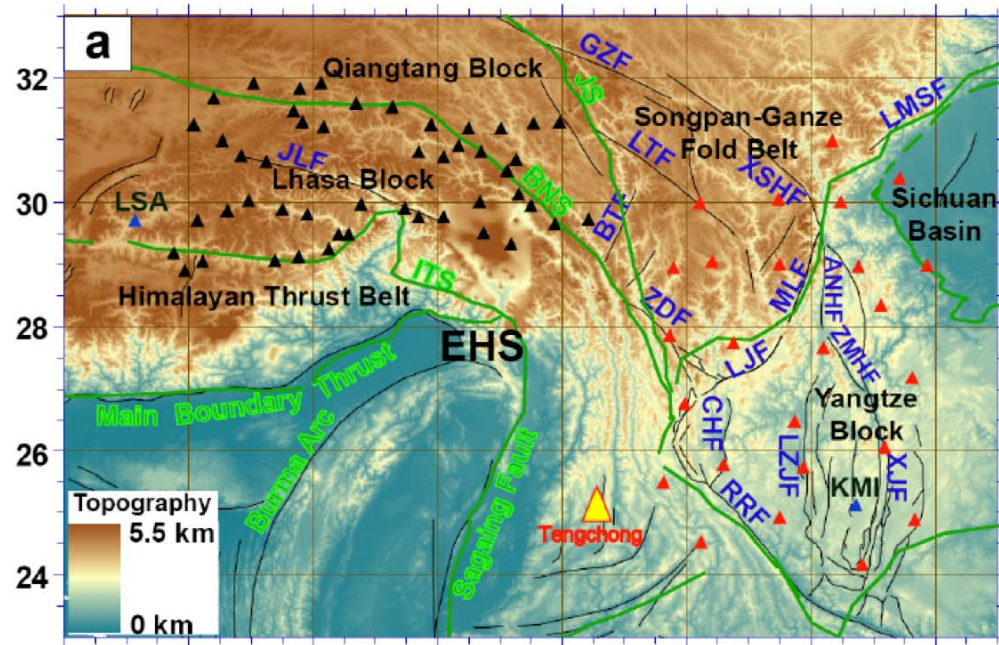 a
32
30
28
26
24
Qiangtang Block
GZF
JS
Songpan-Ganze
Fold Belt
LMSF
LTF
XSHF
JLF
Lhasa Block
BNS
BTF
LSA
Sichuan
Basin
ITS
Himalayan Thrust Belt
ZDF
MLF
ANHF
ZMHF
EHS
LJF
Main Boundary Thrust
Burma Arc
Sagaing Fault
CHF
Yangtze
Block
LZJF
XJF
KMI
RRF
Tengchong
Topography
5.5 km
0 km